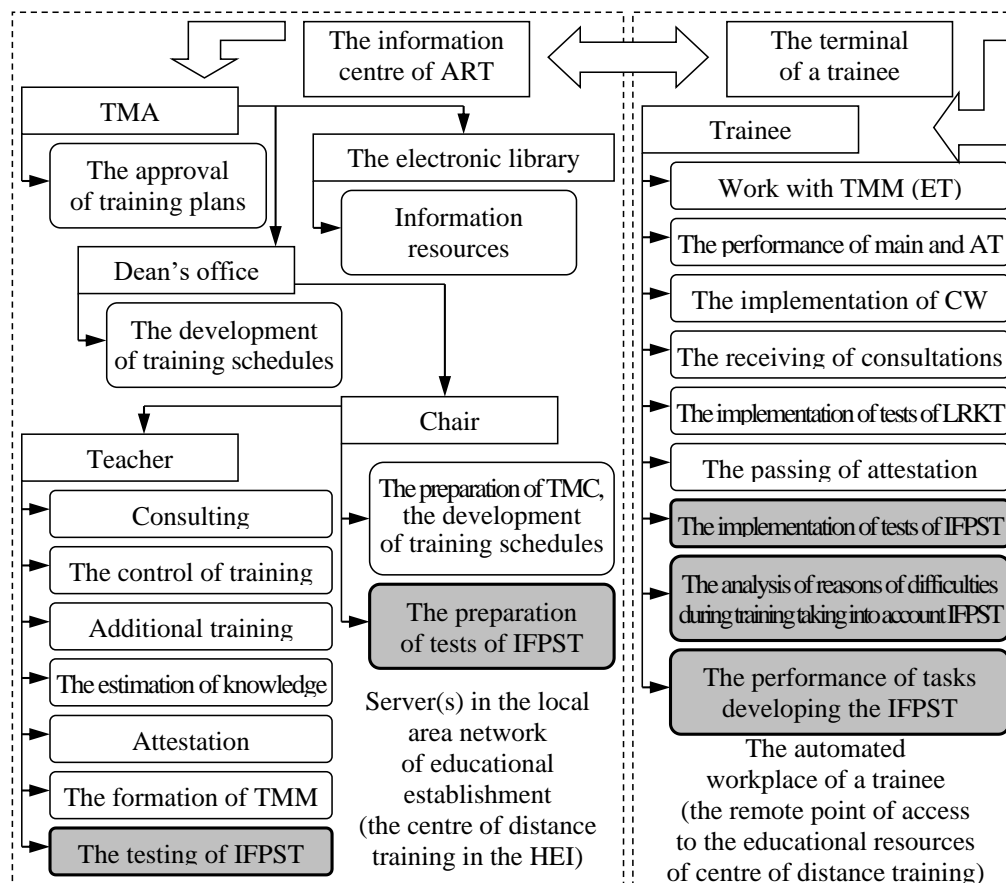 The information
centre of ART
TMA
The approval
of training plans
The electronic library
Information
resources
Dean's office
The development
of training schedules
Chair
The preparation of TMC,
the development
of training schedules
The preparation
of tests of IFPST
Teacher
Consulting
The control of training
Additional training
The estimation of knowledge
Attestation
The formation of TMM
The testing of IFPST
Server(s) in the local
area network
of educational
establishment
(the centre of distance
training in the HEI)
The terminal
of a trainee
Trainee
Work with TMM (ET)
The performance of main and AT
The implementation of CW
The receiving of consultations
The implementation of tests of LRKT
The passing of attestation
The implementation of tests of IFPST
The analysis of reasons of difficulties
during training taking into account IFPST
The performance of tasks
developing the IFPST
The automated
workplace of a trainee
(the remote point of access
to the educational resources
of centre of distance training)